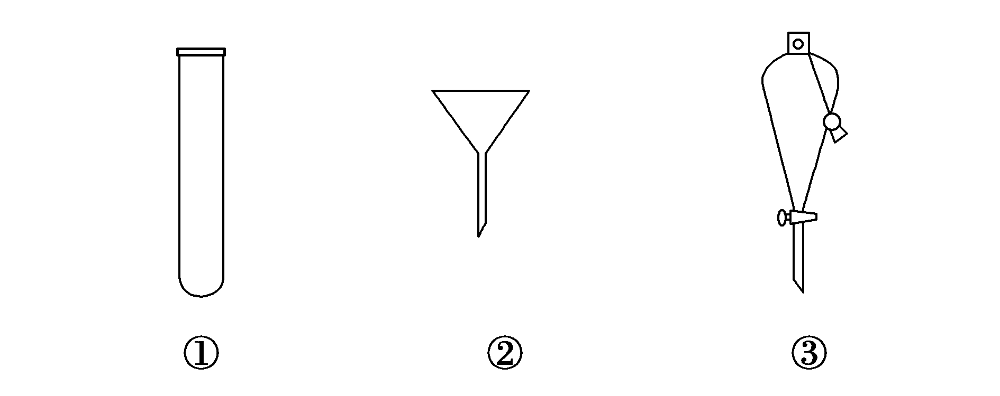 ① ② ③